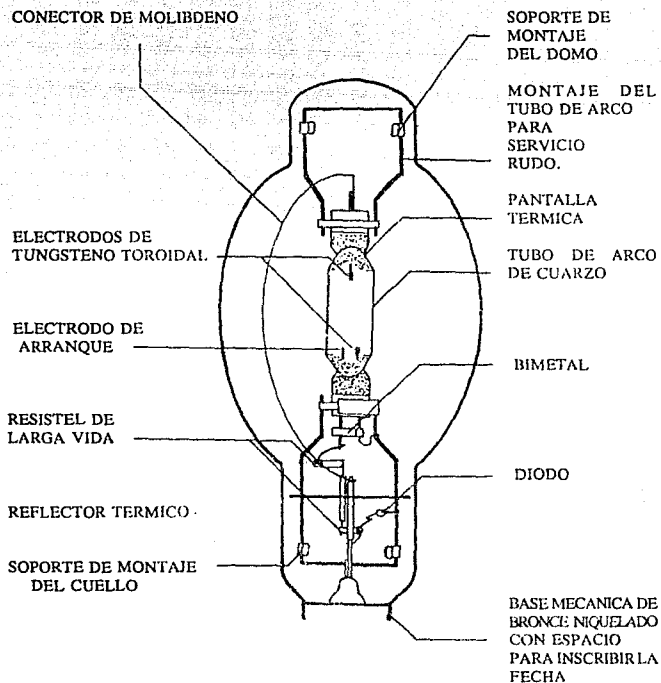 CONECTOR DE MOLIBDENO
ELECTRODOS DE
TUNGSTENO TOROIDAL
ELECTRODO DE
ARRANQUE
RESISTEL DE
LARGA VIDA
REFLECTOR TERMICO
SOPORTE DE MONTAJE
DEL CUELLO
SOPORTE DE
MONTAJE
DEL DOMO
MONTAJE DEL
TUBO DE ARCO
PARA
SERVICIO
RUDO.
PANTALLA
TERMICA
TUBO DE ARCO
DE CUARZO
BIMETAL
DIODO
BASE MECANICA DE
BRONCE NIQUELADO
CON ESPACIO
PARA INSCRIBIR LA
FECHA